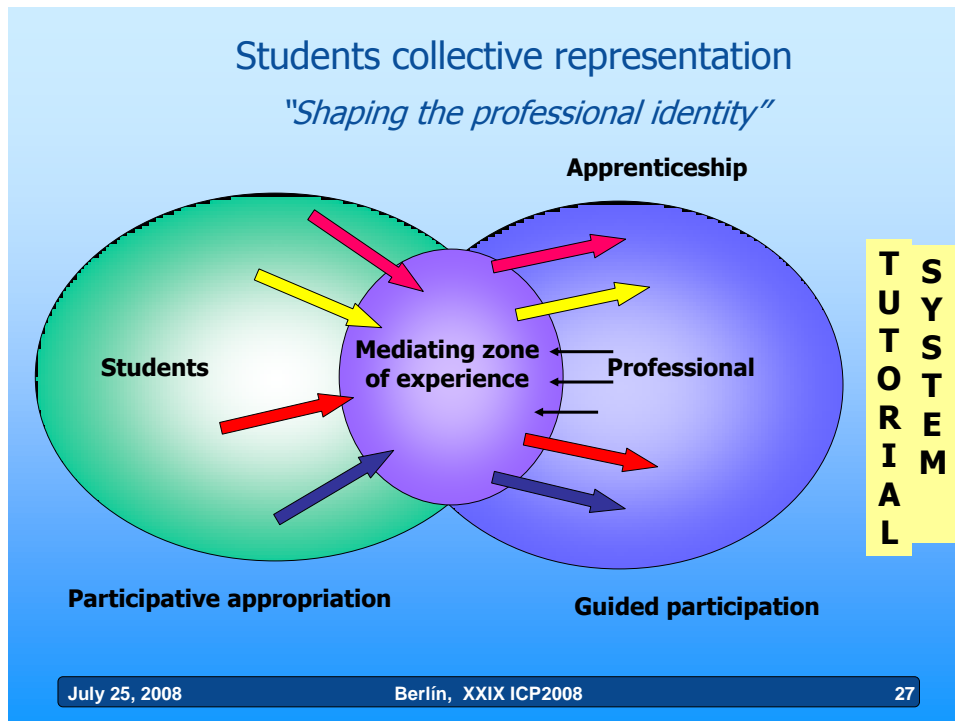 Students collective representation
“Shaping the professional identity”
Apprenticeship
Students
Mediating zone
of experience
Professional
TUTORIAL
SYSTEM
Participative appropriation
Guided participation
July 25, 2008
Berlín, XXIX ICP2008
27